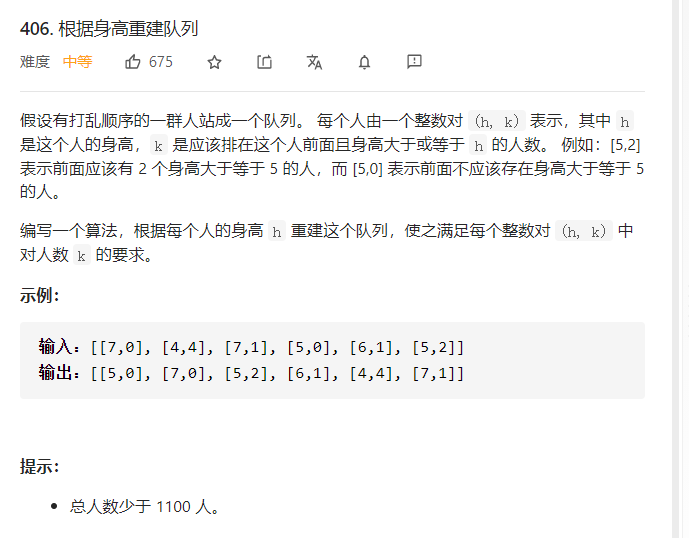 406. 根据身高重建队列
难度 中等 675
假设有打乱顺序的一群人站成一个队列。 每个人由一个整数对 (h, k) 表示，其中 h
是这个人的身高，k 是应该排在这个人前面且身高大于或等于 h 的人数。 例如：[5,2]
表示前面应该有 2 个身高大于等于 5 的人，而 [5,0] 表示前面不应该存在身高大于等于 5
的人。
编写一个算法，根据每个人的身高 h 重建这个队列，使之满足每个整数对 (h, k) 中
对人数 k 的要求。
示例：
输入：[[7,0], [4,4], [7,1], [5,0], [6,1], [5,2]]
输出：[[5,0], [7,0], [5,2], [6,1], [4,4], [7,1]]
提示：
• 总人数少于 1100 人。